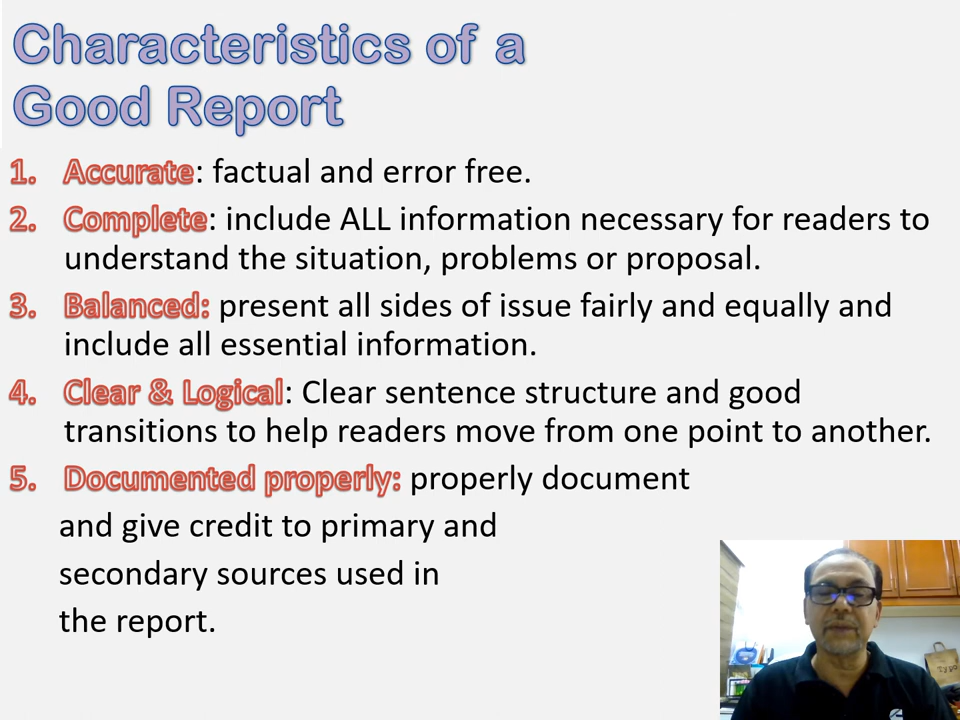 Characteristics of a
Good Report
1. Accurate: factual and error free.
2. Complete: include ALL information necessary for readers to
understand the situation, problems or proposal.
3. Balanced: present all sides of issue fairly and equally and
include all essential information.
4. Clear & Logical: Clear sentence structure and good
transitions to help readers move from one point to another.
5. Documented properly: properly document
and give credit to primary and
secondary sources used in
the report.